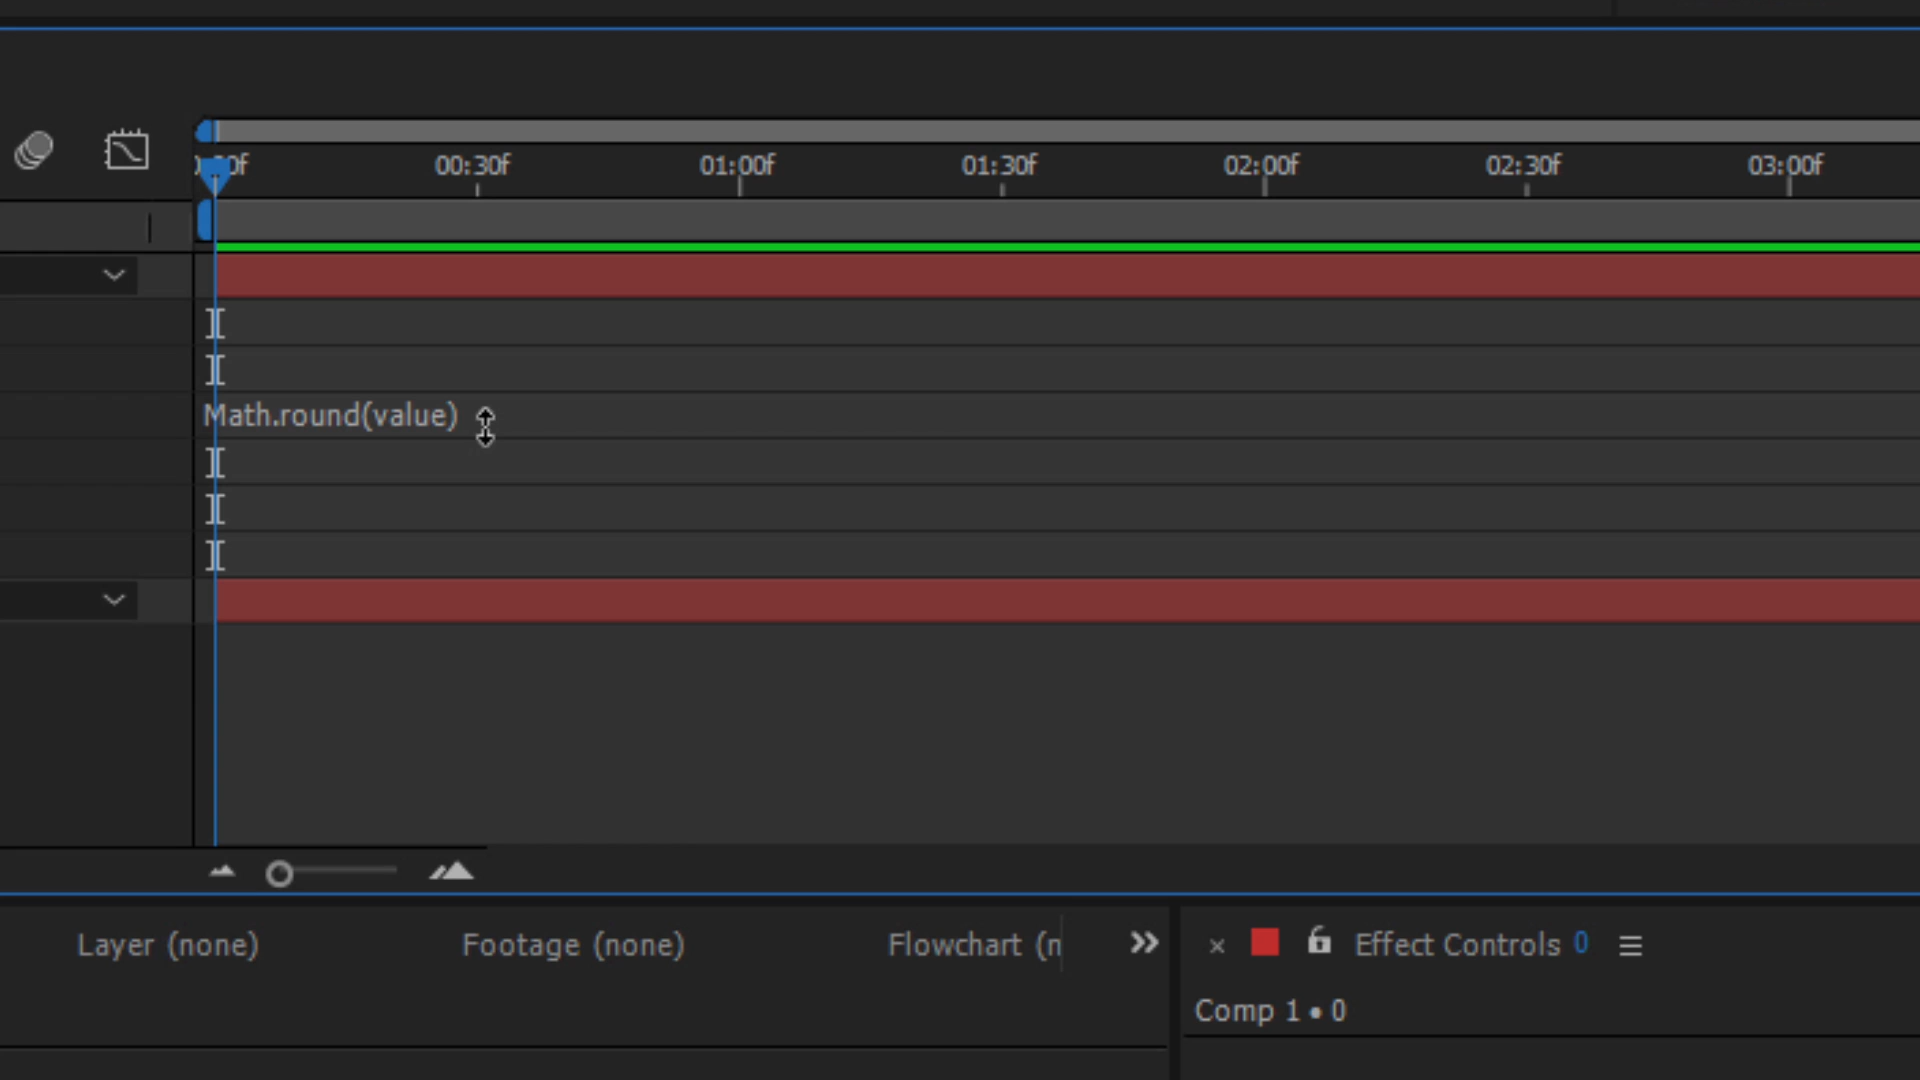 00:30f 01:00f 01:30f 02:00f 02:30f 03:00f
Math.round(value)
Layer (none) Footage (none) Flowchart (n Effect Controls 0
Comp 1 • 0